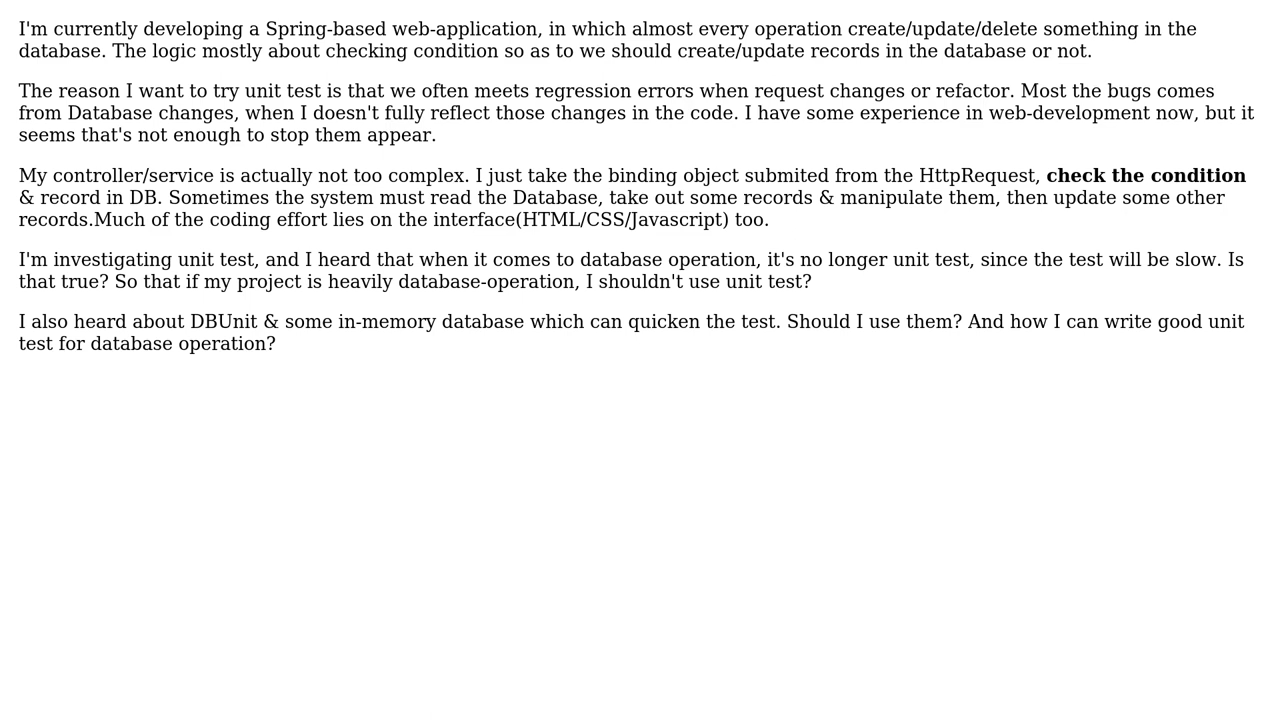 I'm currently developing a Spring-based web-application, in which almost every operation create/update/delete something in the
database. The logic mostly about checking condition so as to we should create/update records in the database or not.
The reason I want to try unit test is that we often meets regression errors when request changes or refactor. Most the bugs comes
from Database changes, when I doesn't fully reflect those changes in the code. I have some experience in web-development now, but it
seems that's not enough to stop them appear.
My controller/service is actually not too complex. I just take the binding object submited from the HttpRequest, check the condition
& record in DB. Sometimes the system must read the Database, take out some records & manipulate them, then update some other
records.Much of the coding effort lies on the interface(HTML/CSS/Javascript) too.
I'm investigating unit test, and I heard that when it comes to database operation, it's no longer unit test, since the test will be slow. Is
that true? So that if my project is heavily database-operation, I shouldn't use unit test?
I also heard about DBUnit & some in-memory database which can quicken the test. Should I use them? And how I can write good unit
test for database operation?